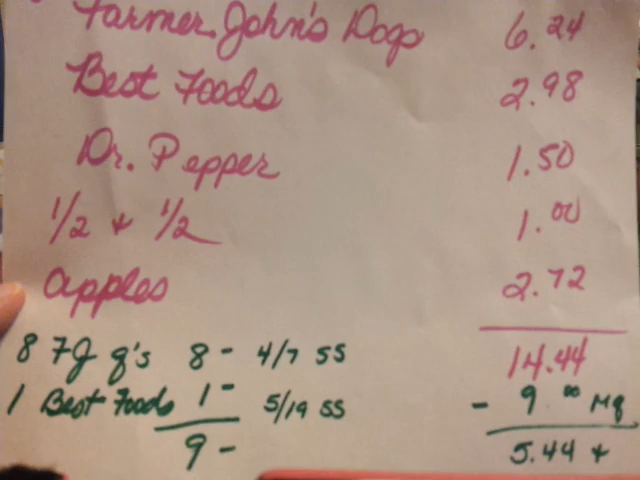 Farmer John's Dogs 6.24
Best Foods 2.98
Dr. Pepper 1.50
1/2 + 1/2 1.00
apples 2.72
14.44
8 FJ q's 8- 4/7 SS
1 Best Foods 1- 5/19 SS
- 9.00 Mq
9-
5.44 +